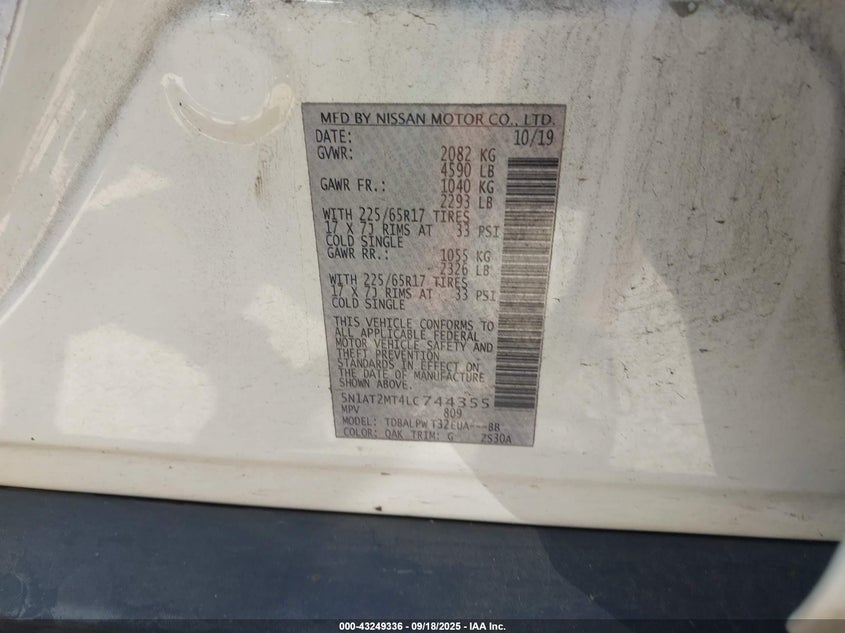 MFD BY NISSAN MOTOR CO., LTD.
DATE: 10/19
GVWR: 2082 KG
4590 LB
GAWR FR.: 1040 KG
2293 LB
WITH 225/65R17 TIRES
17 X 7J RIMS AT 33 PSI
COLD SINGLE
GAWR RR.: 1055 KG
2326 LB
WITH 225/65R17 TIRES
17 X 7J RIMS AT 33 PSI
COLD SINGLE
THIS VEHICLE CONFORMS TO
ALL APPLICABLE FEDERAL
MOTOR VEHICLE SAFETY AND
THEFT PREVENTION
STANDARDS IN EFFECT ON
THE DATE OF MANUFACTURE
SHOWN ABOVE.
5N1AT2MT4LC744355
MPV 809
MODEL: TDBALPW T32EUA---BR
COLOR: QAK TRIM: G 2S30A
000-43249336 - 09/18/2025 - IAA Inc.